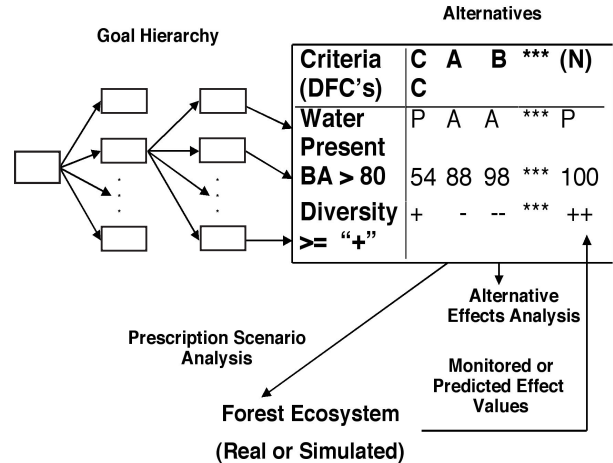 Alternatives
Goal Hierarchy
Criteria C A B *** (N)
(DFC's) C
Water P A A *** P
Present
BA > 80 54 88 98 *** 100
Diversity + - -- *** ++
>= “+”
Alternative
Effects Analysis
Prescription Scenario
Analysis
Monitored or
Predicted Effect
Values
Forest Ecosystem
(Real or Simulated)